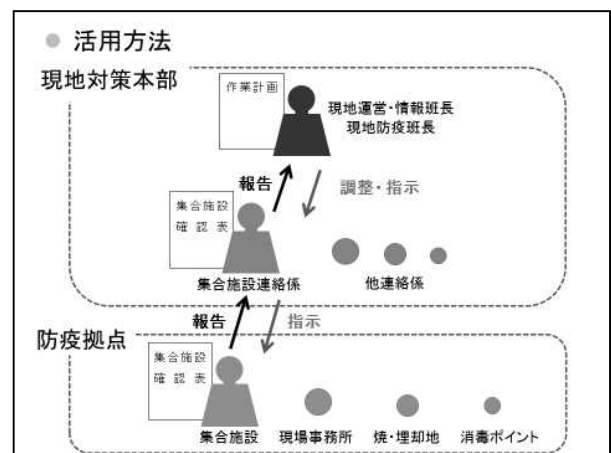 ● 活用方法
現地対策本部
作業計画
現地運営・情報班長
現地防疫班長
報告
調整・指示
集合施設
確認表
集合施設連絡係
他連絡係
報告
指示
防疫拠点
集合施設
確認表
集合施設
現場事務所
焼・埋却地
消毒ポイント